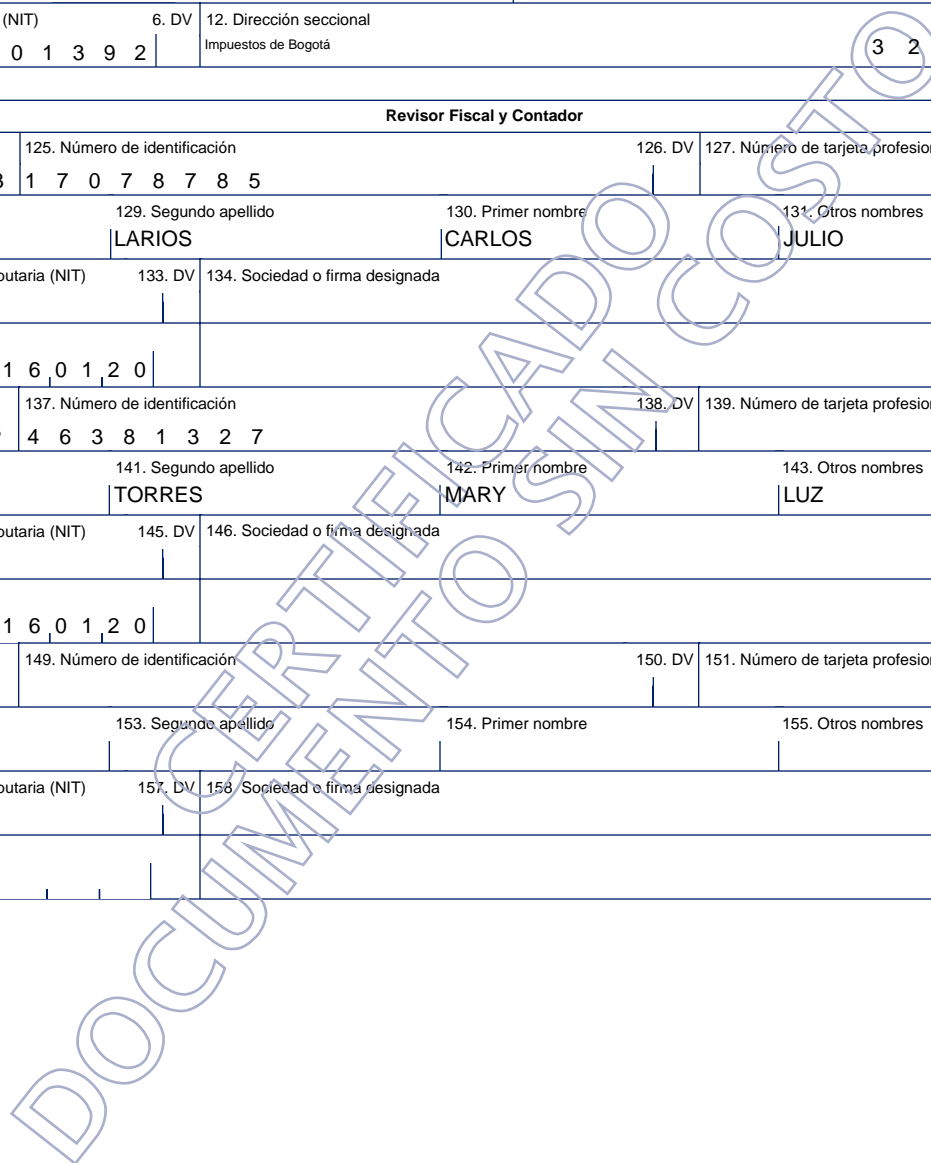 (NIT) 6. DV 12. Dirección seccional
0 1 3 9 2 Impuestos de Bogotá 3 2
Revisor Fiscal y Contador
125. Número de identificación 126. DV 127. Número de tarjeta profesion
1 7 0 7 8 7 8 5
129. Segundo apellido 130. Primer nombre 131. Otros nombres
LARIOS CARLOS JULIO
butaria (NIT) 133. DV 134. Sociedad o firma designada
1 6 0 1 2 0
137. Número de identificación 138. DV 139. Número de tarjeta profesion
4 6 3 8 1 3 2 7
141. Segundo apellido 142. Primer nombre 143. Otros nombres
TORRES MARY LUZ
butaria (NIT) 145. DV 146. Sociedad o firma designada
1 6 0 1 2 0
149. Número de identificación 150. DV 151. Número de tarjeta profesion
153. Segundo apellido 154. Primer nombre 155. Otros nombres
butaria (NIT) 157. DV 158. Sociedad o firma designada
CERTIFICADO
DOCUMENTO SIN COSTO